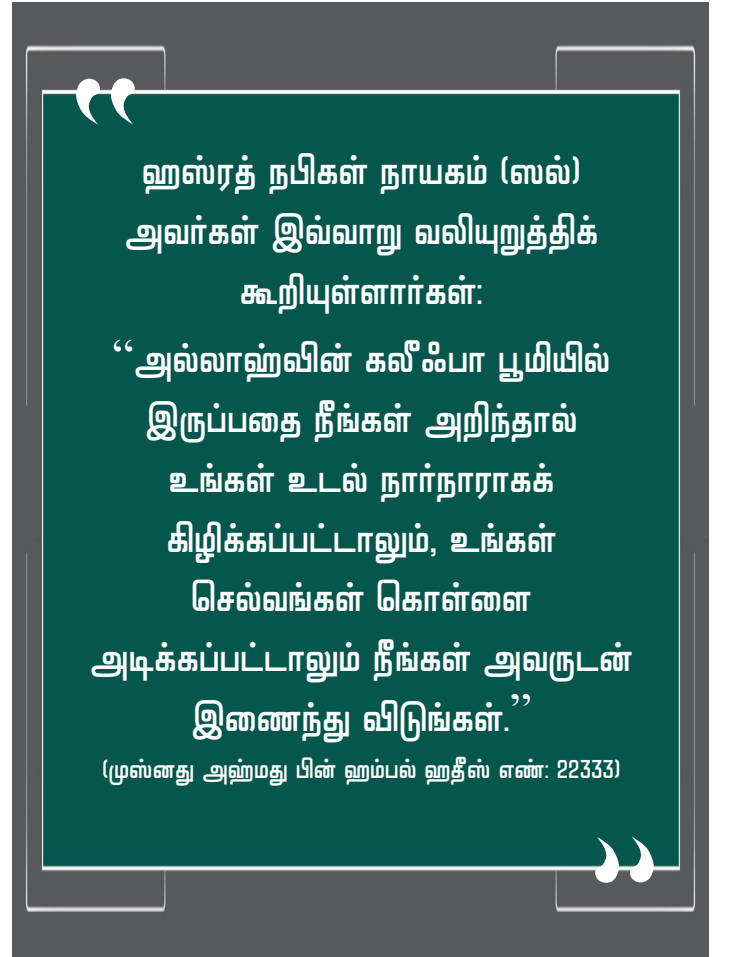 ஹஸ்ரத் நபிகள் நாயகம் (ஸல்)
அவர்கள் இவ்வாறு வலியுறுத்திக்
கூறியுள்ளார்கள்:
“அல்லாஹ்வின் கலீஃபா பூமியில்
இருப்பதை நீங்கள் அறிந்தால்
உங்கள் உடல் நார்நாராகக்
கிழிக்கப்பட்டாலும், உங்கள்
செல்வங்கள் கொள்ளை
அடிக்கப்பட்டாலும் நீங்கள் அவருடன்
இணைந்து விடுங்கள்.”
(முஸ்னது அஹ்மது பின் ஹம்பல் ஹதீஸ் எண்: 22333)